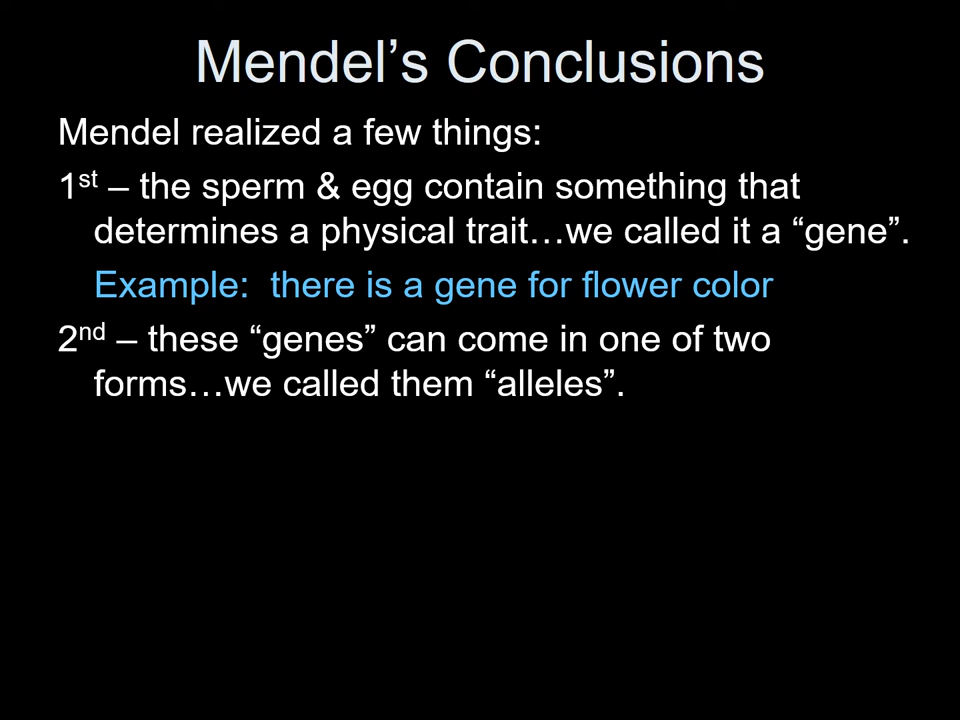 Mendel’s Conclusions
Mendel realized a few things:
1st – the sperm & egg contain something that
determines a physical trait…we called it a “gene”.
Example:  there is a gene for flower color
2nd – these “genes” can come in one of two
forms…we called them “alleles”.